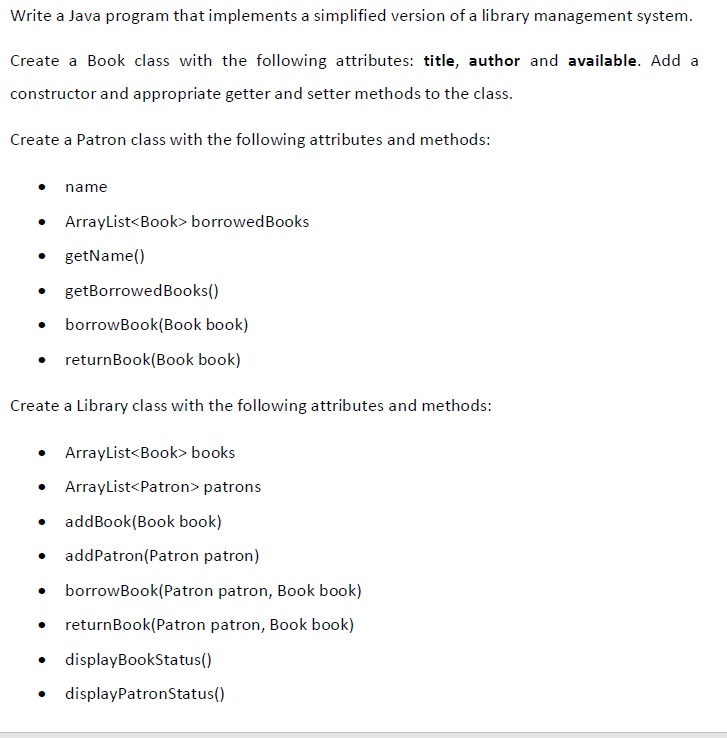 Write a Java program that implements a simplified version of a library management system.
Create a Book class with the following attributes: title, author and available. Add a
constructor and appropriate getter and setter methods to the class.
Create a Patron class with the following attributes and methods:
• name
• ArrayList<Book> borrowedBooks
• getName()
• getBorrowedBooks()
• borrowBook(Book book)
• returnBook(Book book)
Create a Library class with the following attributes and methods:
• ArrayList<Book> books
• ArrayList<Patron> patrons
• addBook(Book book)
• addPatron(Patron patron)
• borrowBook(Patron patron, Book book)
• returnBook(Patron patron, Book book)
• displayBookStatus()
• displayPatronStatus()